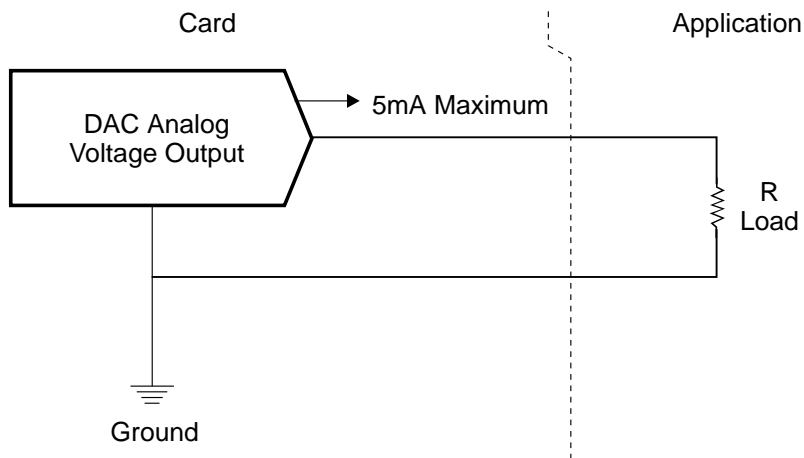 Card
Application
DAC Analog
Voltage Output
5mA Maximum
R
Load
Ground